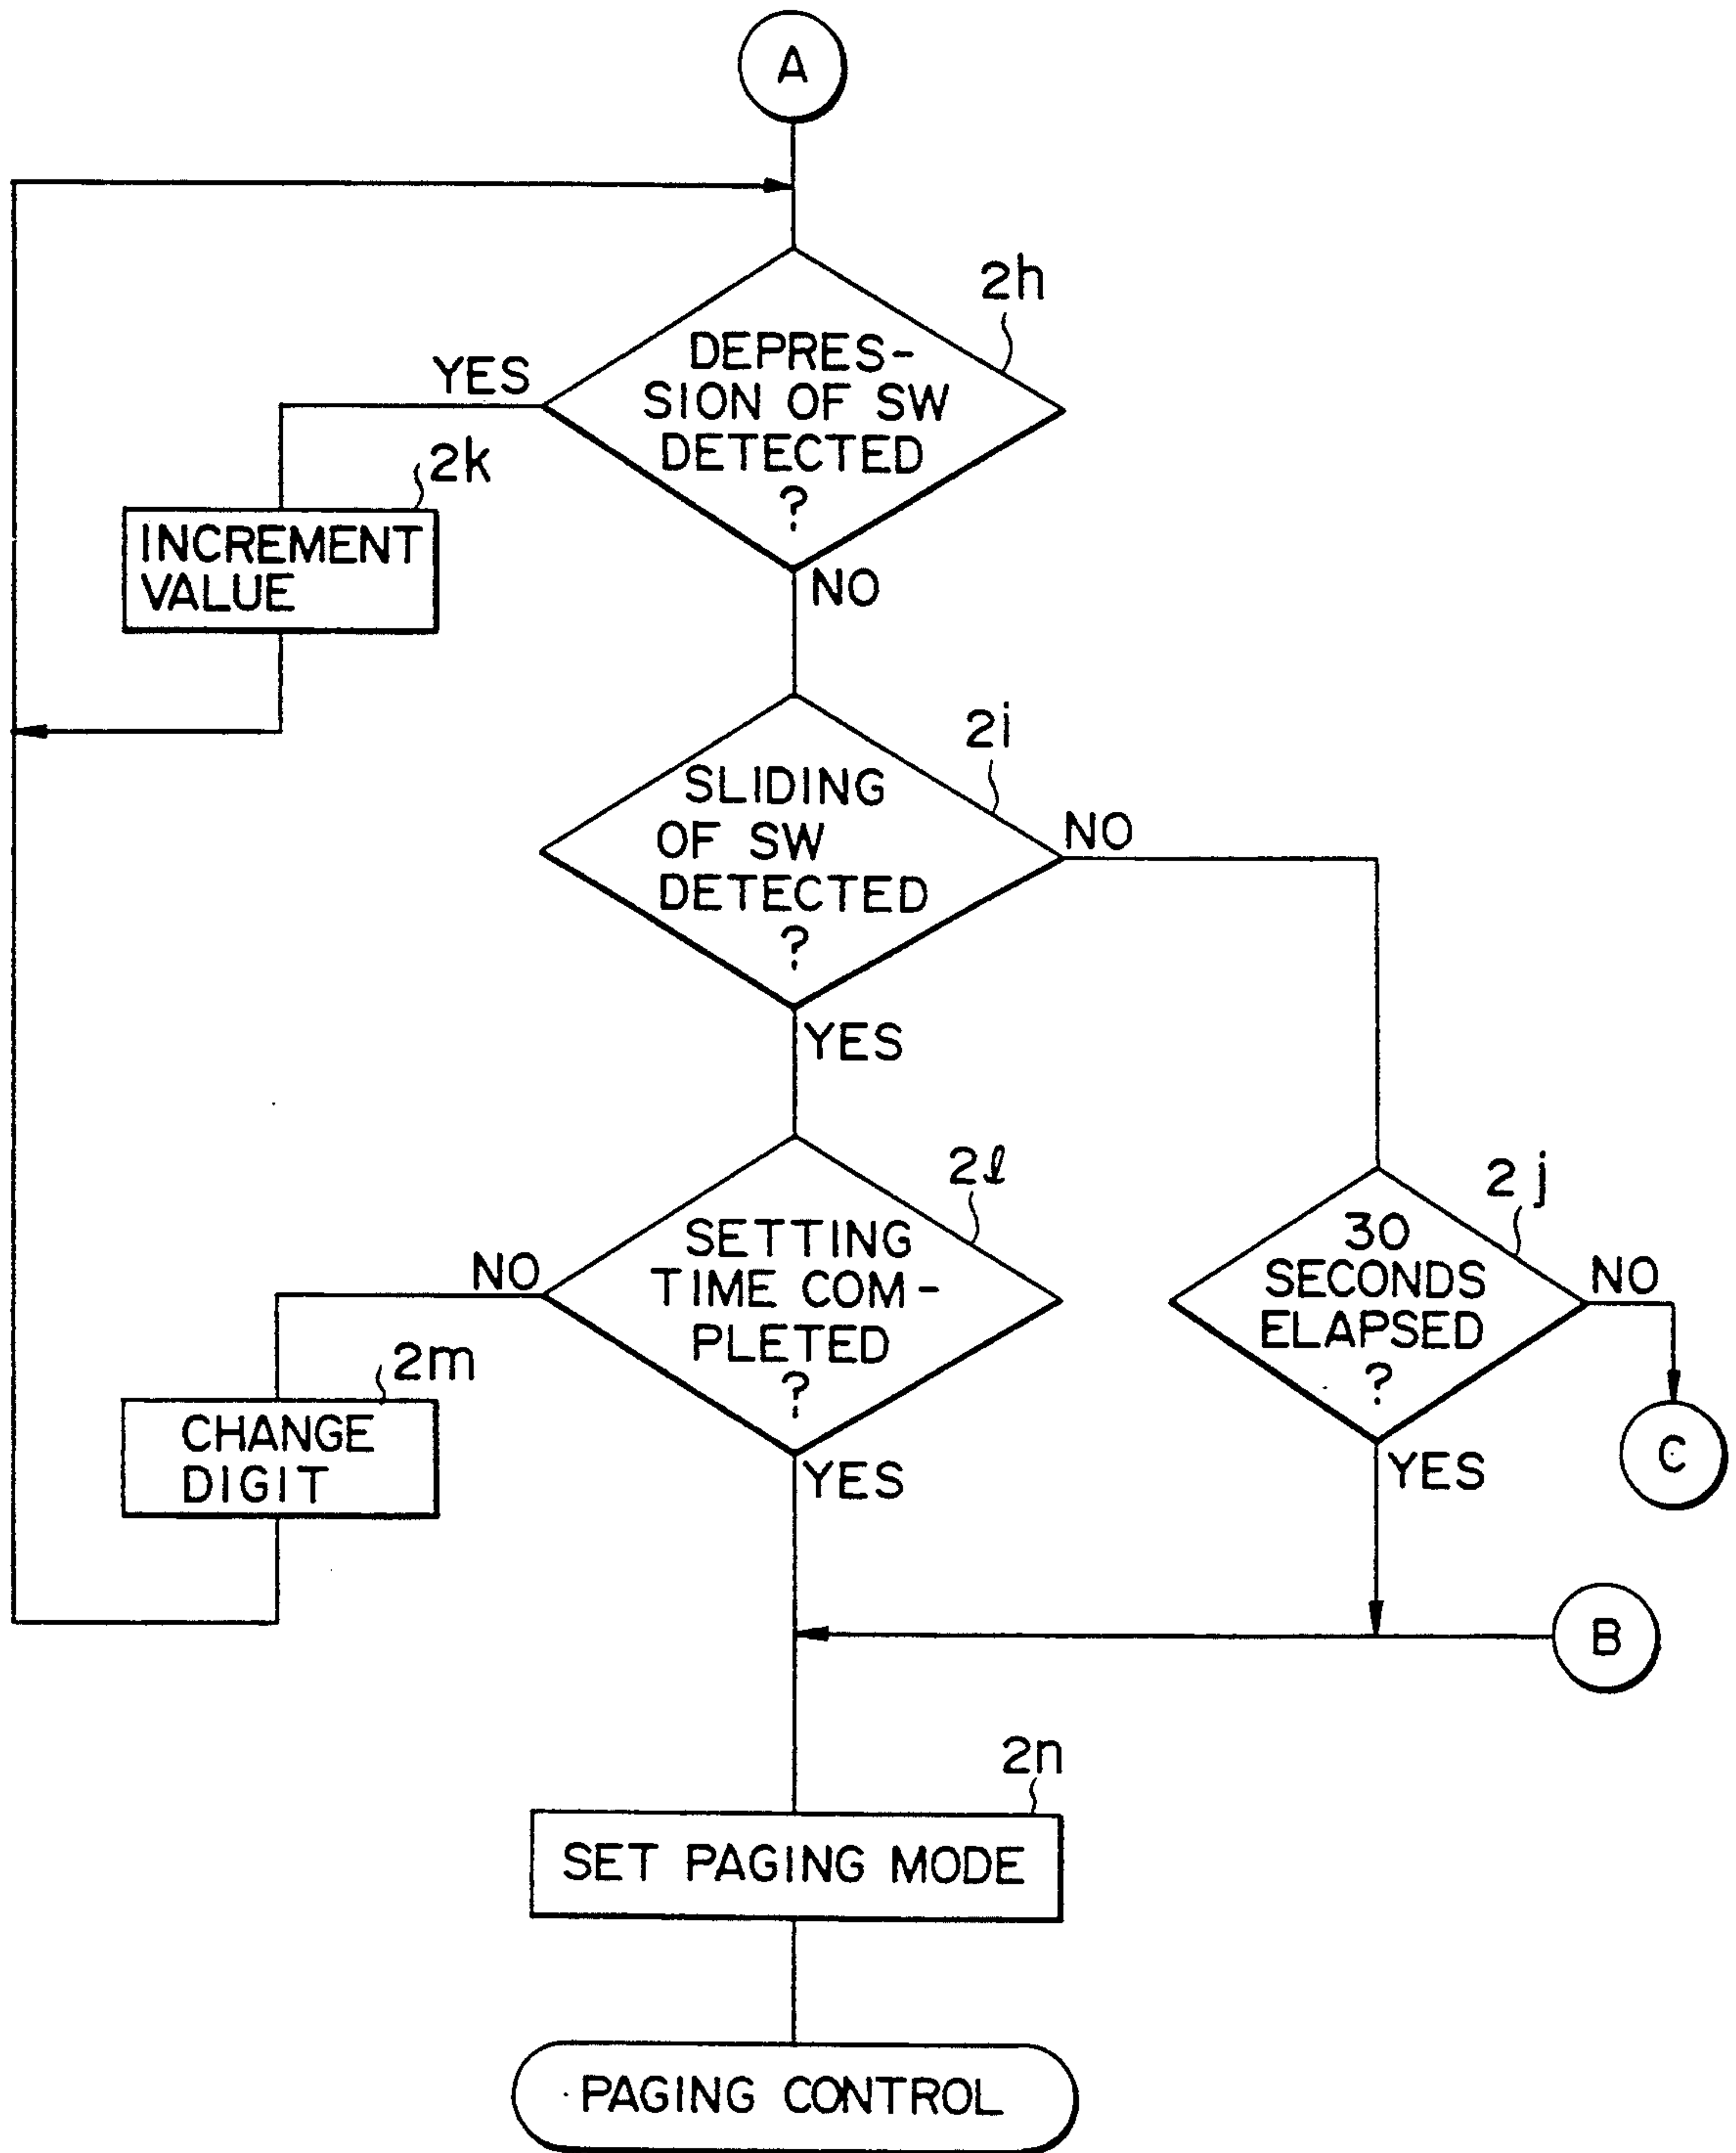 A
2h
DEPRES-
SION OF SW
DETECTED
?
YES
2k
INCREMENT
VALUE
NO
2i
SLIDING
OF SW
DETECTED
?
NO
YES
2l
SETTING
TIME COM-
PLETED
?
NO
2j
30
SECONDS
ELAPSED
?
NO
2m
CHANGE
DIGIT
YES
YES
C
B
2n
SET PAGING MODE
PAGING CONTROL